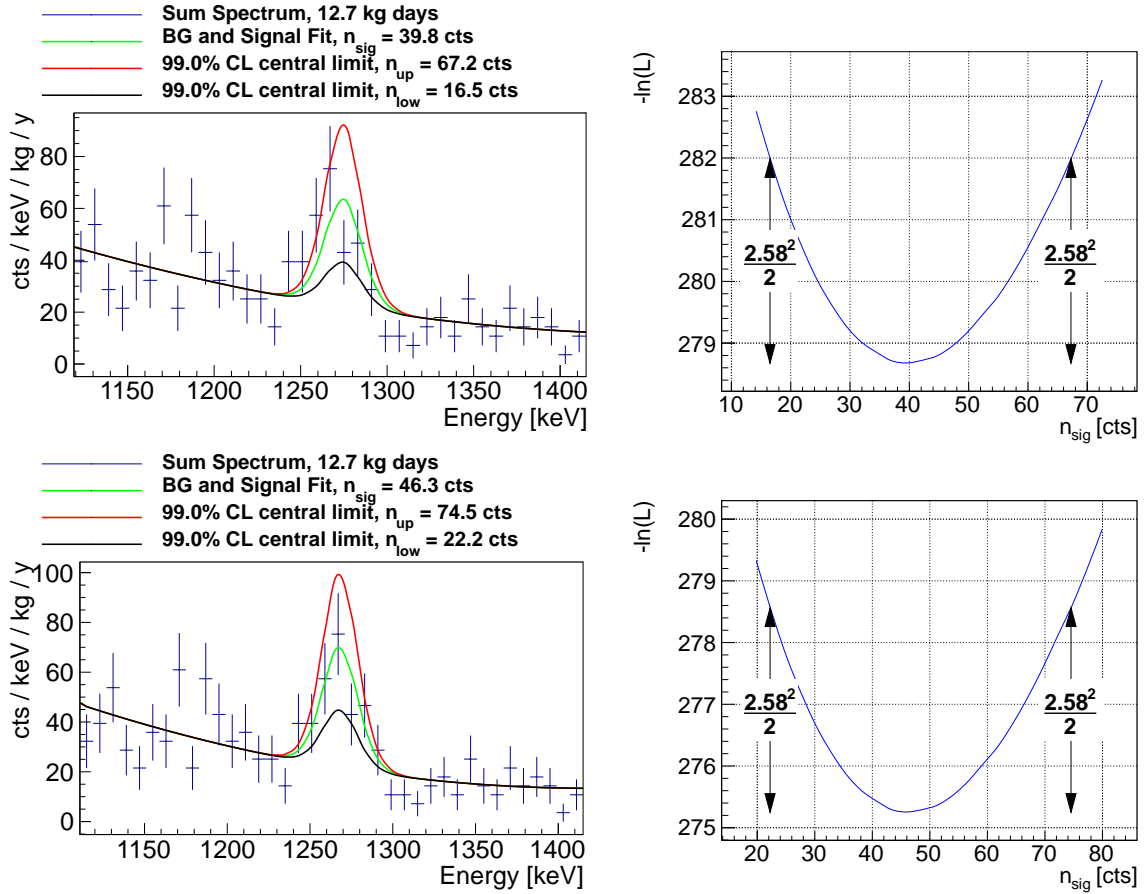 Sum Spectrum, 12.7 kg days
BG and Signal Fit, n_sig = 39.8 cts
99.0% CL central limit, n_up = 67.2 cts
99.0% CL central limit, n_low = 16.5 cts
cts / keV / kg / y
80
60
40
20
0
1150 1200 1250 1300 1350 1400
Energy [keV]
-ln(L)
283
282
281
280
279
2.58²
2
2.58²
2
10 20 30 40 50 60 70
n_sig [cts]
Sum Spectrum, 12.7 kg days
BG and Signal Fit, n_sig = 46.3 cts
99.0% CL central limit, n_up = 74.5 cts
99.0% CL central limit, n_low = 22.2 cts
cts / keV / kg / y
100
80
60
40
20
0
1150 1200 1250 1300 1350 1400
Energy [keV]
-ln(L)
280
279
278
277
276
275
2.58²
2
2.58²
2
20 30 40 50 60 70 80
n_sig [cts]